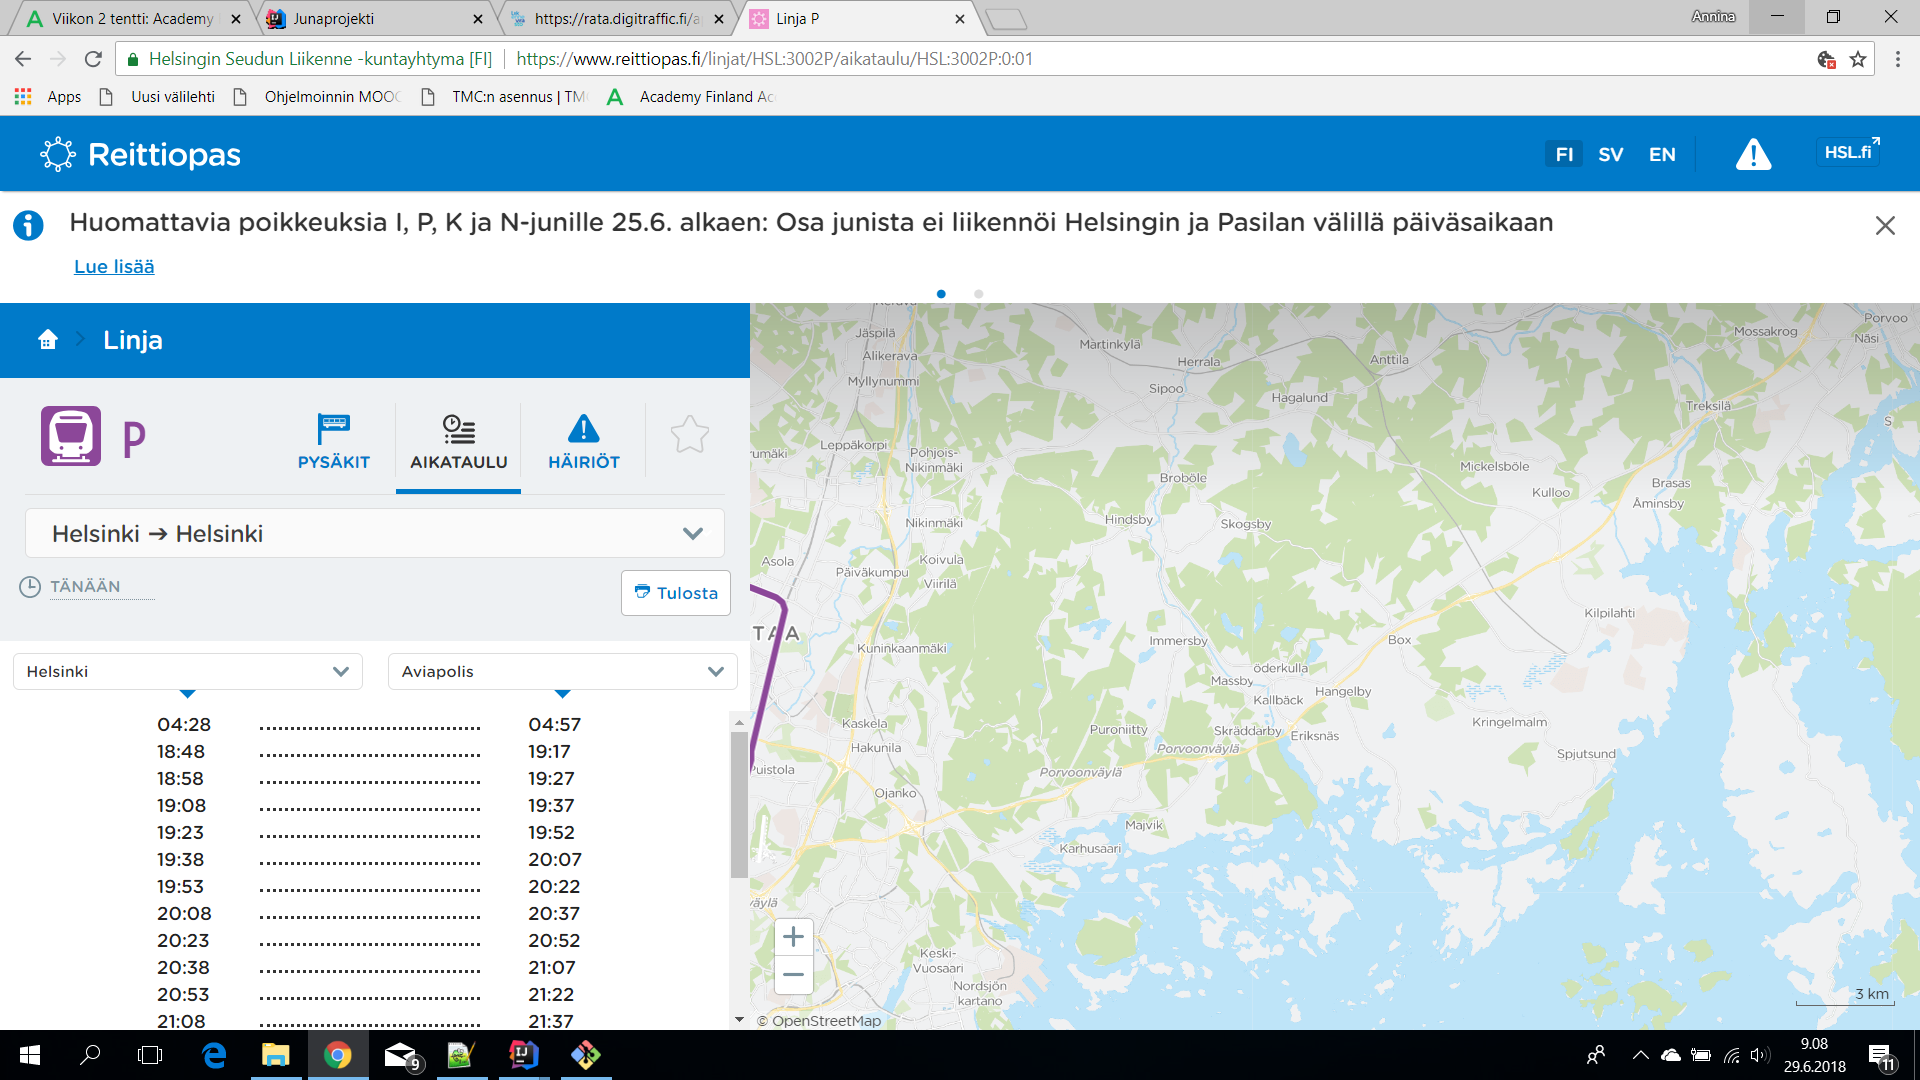 Viikon 2 tentti: Academy
Junaprojekti
https://rata.digitraffic.fi/a
Linja P
Annina
Helsingin Seudun Liikenne -kuntayhtyma [FI]
https://www.reittiopas.fi/linjat/HSL:3002P/aikataulu/HSL:3002P:0:01
Apps
Uusi välilehti
Ohjelmoinnin MOOC
TMC:n asennus | TM
Academy Finland Ac
Reittiopas
FI
SV
EN
HSL.fi
Huomattavia poikkeuksia I, P, K ja N-junille 25.6. alkaen: Osa junista ei liikennöi Helsingin ja Pasilan välillä päiväsaikaan
Lue lisää
Linja
P
PYSÄKIT
AIKATAULU
HÄIRIÖT
Helsinki → Helsinki
TÄNÄÄN
Tulosta
Helsinki
Aviapolis
04:28 04:57
18:48 19:17
18:58 19:27
19:08 19:37
19:23 19:52
19:38 20:07
19:53 20:22
20:08 20:37
20:23 20:52
20:38 21:07
20:53 21:22
21:08 21:37
Kerava
Porvoo
Jäspilä
Mossakrog
Näsi
Martinkylä
Alikerava
Herrala
Anttila
Myllynummi
Sipoo
Hagalund
Treksilä
S
Leppäkorpi
rumäki
Pohjois-
Nikinmäki
Mickelsböle
Broböle
Kulloo
Brasas
Åminsby
Nikinmäki
Hindsby
Skogsby
Asola
Koivula
Päiväkumpu
Viirilä
Kilpilahti
TAA
Immersby
Box
Kuninkaanmäki
öderkulla
Massby
Hangelby
Kallbäck
Kaskela
Puroniitty
Skräddarby
Eriksnäs
Kringelmalm
Hakunila
Porvoonväylä
Spjutsund
Puistola
Porvoonväylä
Ojanko
Majvik
Karhusaari
väylä
Keski-
Vuosaari
Nordsjön
kartano
3 km
© OpenStreetMap
9
9.08
29.6.2018
11